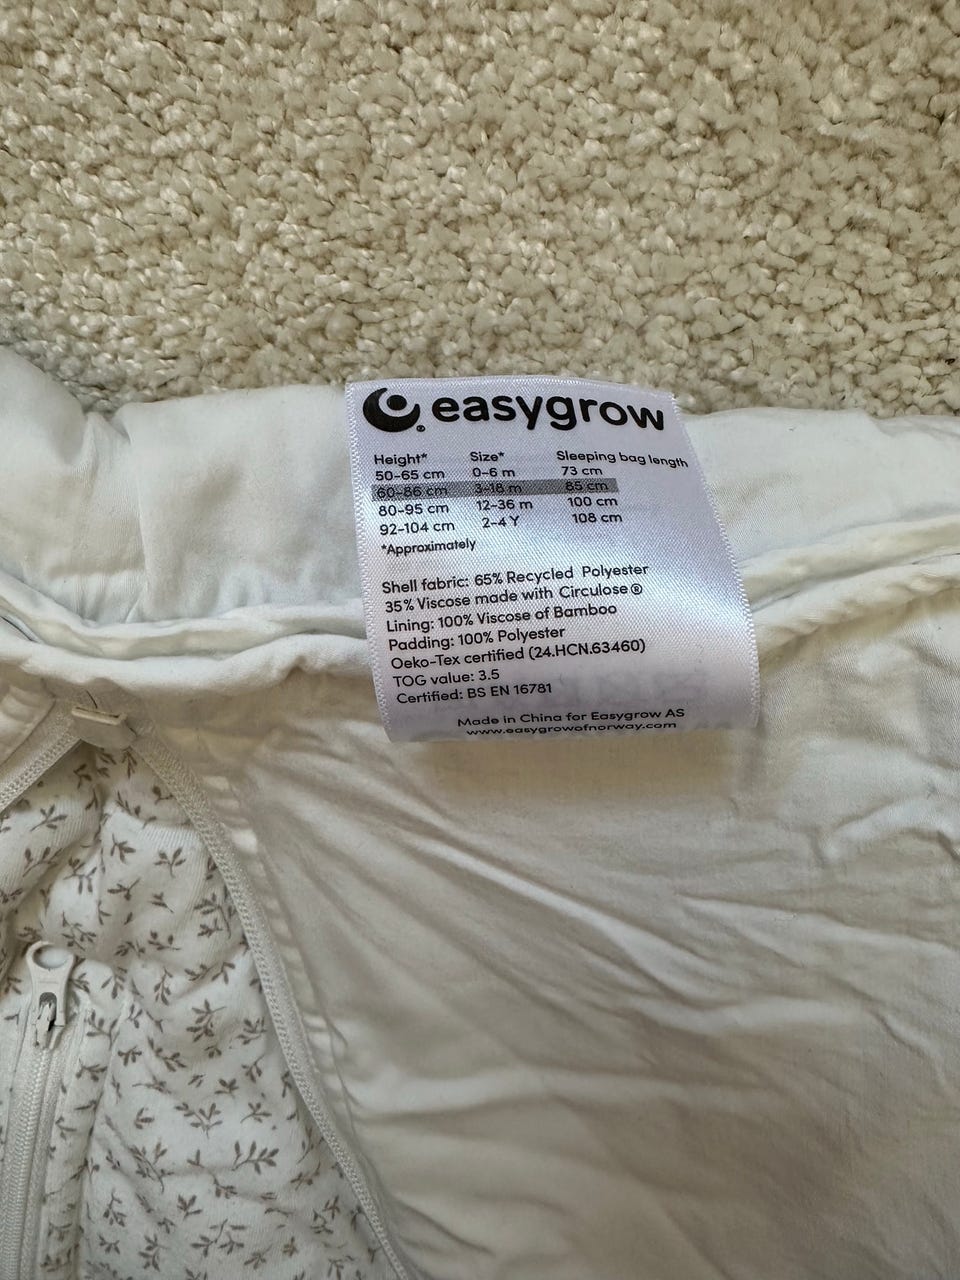 easygrow
Height* Size* Sleeping bag length
50-65 cm 0-6 m 73 cm
60-86 cm 3-18 m 85 cm
80-95 cm 12-36 m 100 cm
92-104 cm 2-4 Y 108 cm
*Approximately
Shell fabric: 65% Recycled Polyester
35% Viscose made with Circulose®
Lining: 100% Viscose of Bamboo
Padding: 100% Polyester
Oeko-Tex certified (24.HCN.63460)
TOG value: 3.5
Certified: BS EN 16781
Made in China for Easygrow AS
www.easygrowofnorway.com